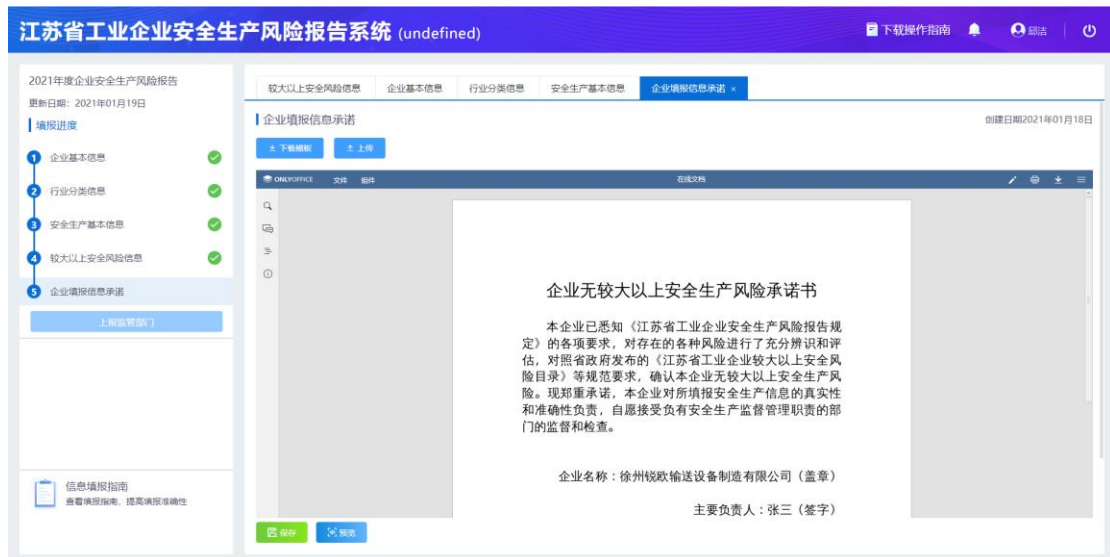 江苏省工业企业安全生产风险报告系统 (undefined)
下载操作指南
邱洁
2021年度企业安全生产风险报告
更新日期：2021年01月19日
填报进度
1 企业基本信息
2 行业分类信息
3 安全生产基本信息
4 较大以上安全风险信息
5 企业填报信息承诺
上报监管部门
信息填报指南
查看填报指南，提高填报准确性
较大以上安全风险信息 企业基本信息 行业分类信息 安全生产基本信息 企业填报信息承诺 ×
企业填报信息承诺
创建日期2021年01月18日
下载模板 上传
ONLYOFFICE 文件 插件 在线文档
企业无较大以上安全生产风险承诺书
本企业已悉知《江苏省工业企业安全生产风险报告规
定》的各项要求，对存在的各种风险进行了充分辨识和评
估，对照省政府发布的《江苏省工业企业较大以上安全风
险目录》等规范要求，确认本企业无较大以上安全生产风
险。现郑重承诺，本企业对所填报安全生产信息的真实性
和准确性负责，自愿接受负有安全生产监督管理职责的部
门的监督和检查。
企业名称：徐州锐欧输送设备制造有限公司（盖章）
主要负责人：张三（签字）
保存 预览